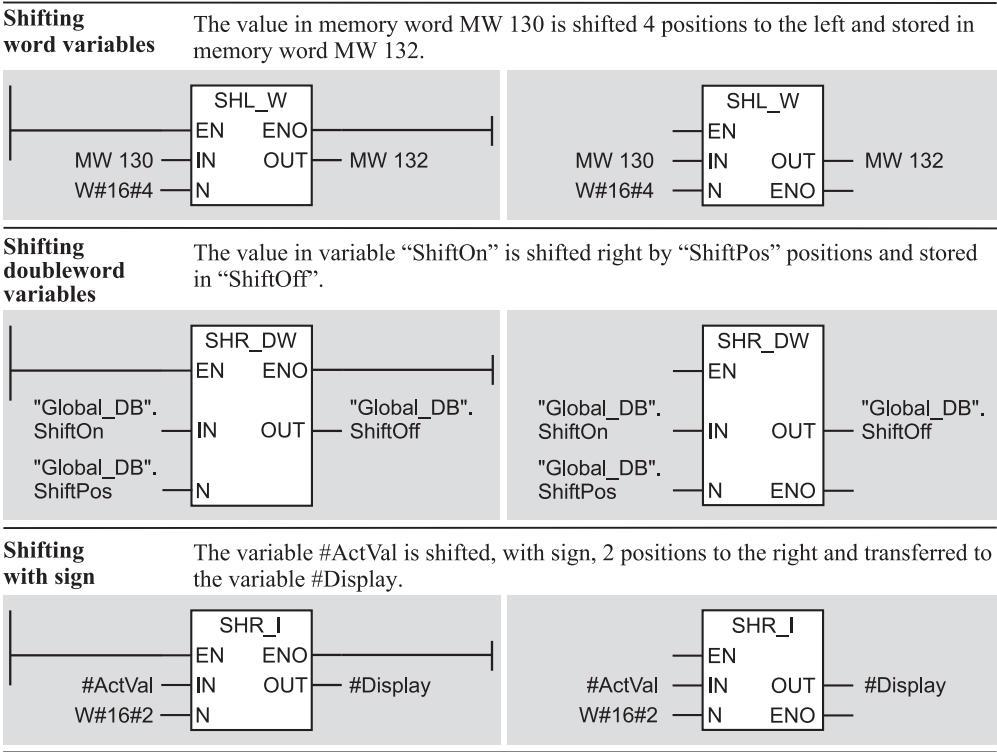 Shifting
word variables
The value in memory word MW 130 is shifted 4 positions to the left and stored in
memory word MW 132.
SHL_W
EN ENO
MW 130 IN OUT MW 132
W#16#4 N
SHL_W
EN
MW 130 IN OUT MW 132
W#16#4 N ENO
Shifting
doubleword
variables
The value in variable “ShiftOn” is shifted right by “ShiftPos” positions and stored
in “ShiftOff”.
SHR_DW
EN ENO
"Global_DB". "Global_DB".
ShiftOn IN OUT ShiftOff
"Global_DB".
ShiftPos N
SHR_DW
EN
"Global_DB". "Global_DB".
ShiftOn IN OUT ShiftOff
"Global_DB".
ShiftPos N ENO
Shifting
with sign
The variable #ActVal is shifted, with sign, 2 positions to the right and transferred to
the variable #Display.
SHR_I
EN ENO
#ActVal IN OUT #Display
W#16#2 N
SHR_I
EN
#ActVal IN OUT #Display
W#16#2 N ENO